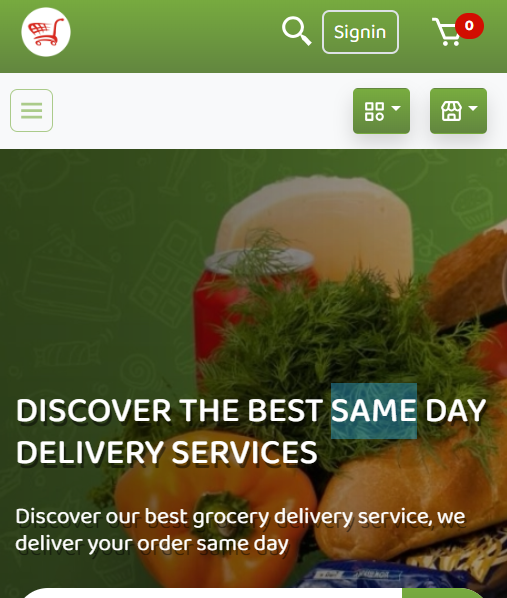 Signin
0
DISCOVER THE BEST SAME DAY
DELIVERY SERVICES
Discover our best grocery delivery service, we
deliver your order same day